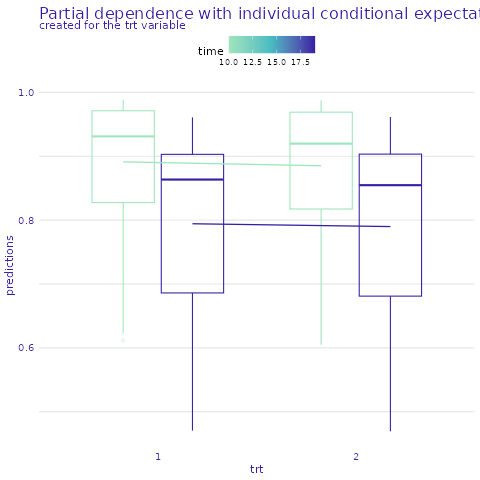 Partial dependence with individual conditional expectat
created for the trt variable
time
10.0 12.5 15.0 17.5
1.0
0.8
0.6
predictions
1 2
trt